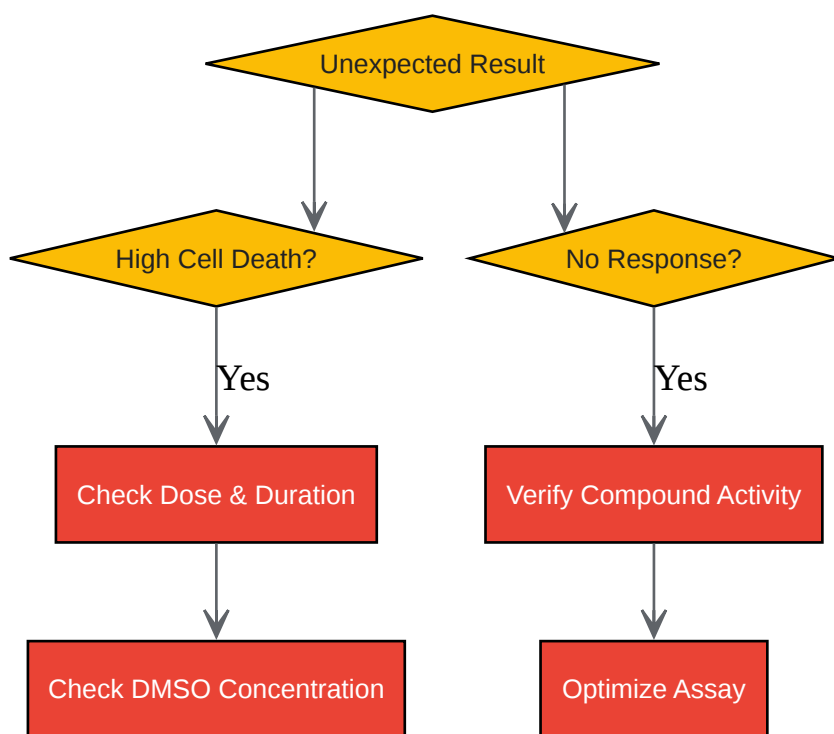 Unexpected Result
High Cell Death?
No Response?
Yes
Yes
Check Dose & Duration
Verify Compound Activity
Check DMSO Concentration
Optimize Assay